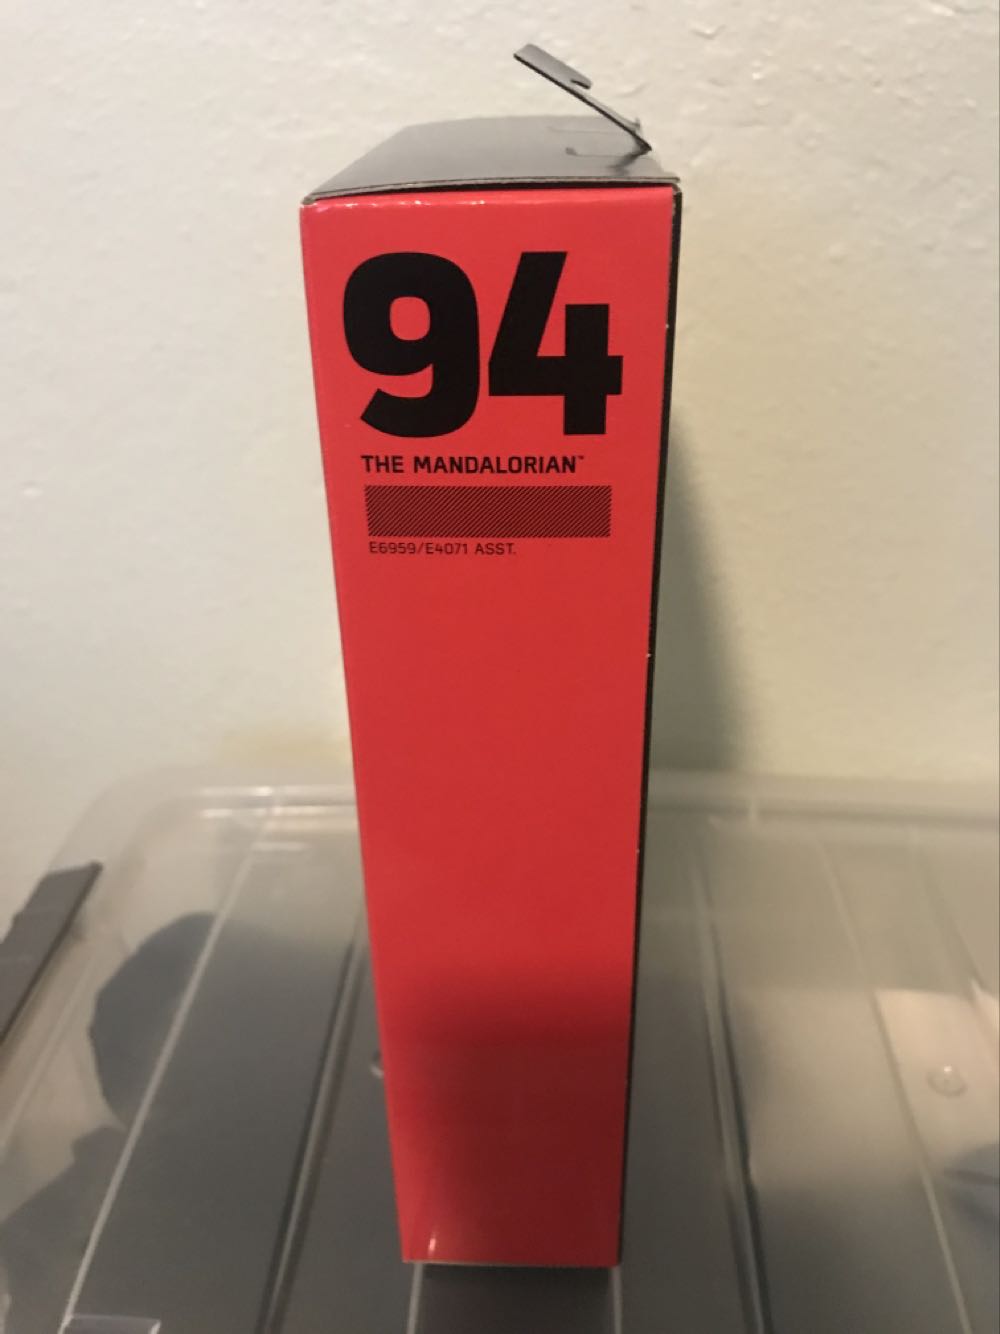 94
THE MANDALORIAN™
E6959/E4071 ASST.